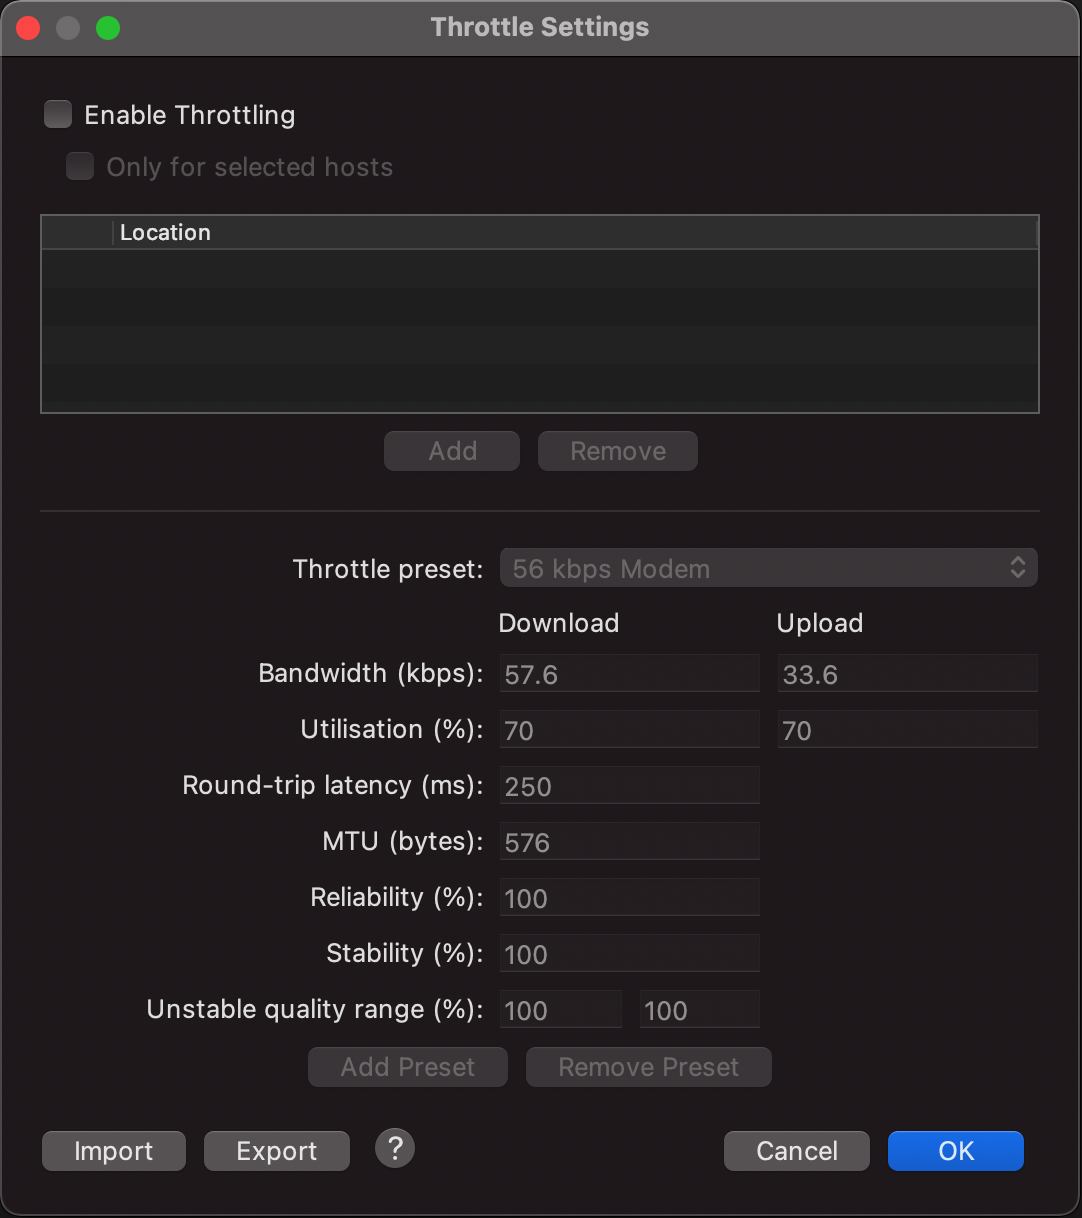 Throttle Settings
Enable Throttling
Only for selected hosts
Location
Add Remove
Throttle preset: 56 kbps Modem
Download Upload
Bandwidth (kbps): 57.6 33.6
Utilisation (%): 70 70
Round-trip latency (ms): 250
MTU (bytes): 576
Reliability (%): 100
Stability (%): 100
Unstable quality range (%): 100 100
Add Preset Remove Preset
Import Export ? Cancel OK